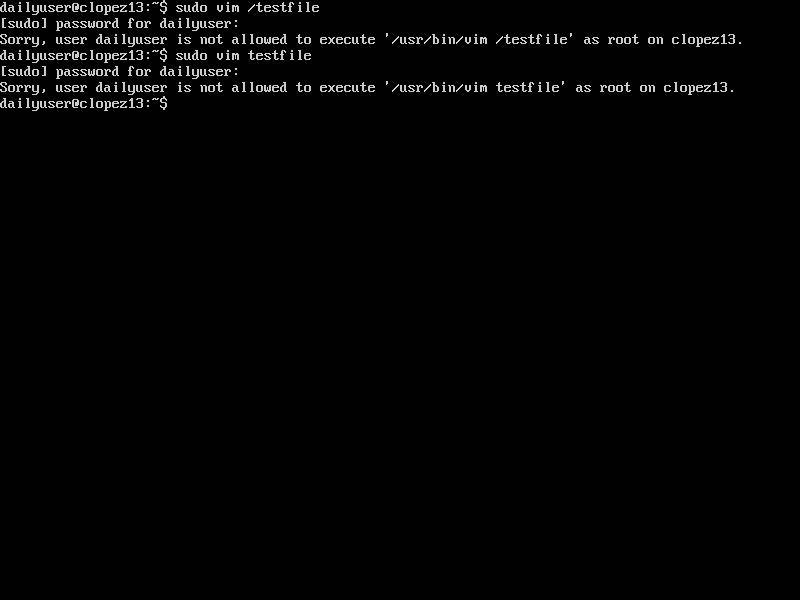 dailyuser@clopez13:~$ sudo vim /testfile
[sudo] password for dailyuser:
Sorry, user dailyuser is not allowed to execute '/usr/bin/vim /testfile' as root on clopez13.
dailyuser@clopez13:~$ sudo vim testfile
[sudo] password for dailyuser:
Sorry, user dailyuser is not allowed to execute '/usr/bin/vim testfile' as root on clopez13.
dailyuser@clopez13:~$